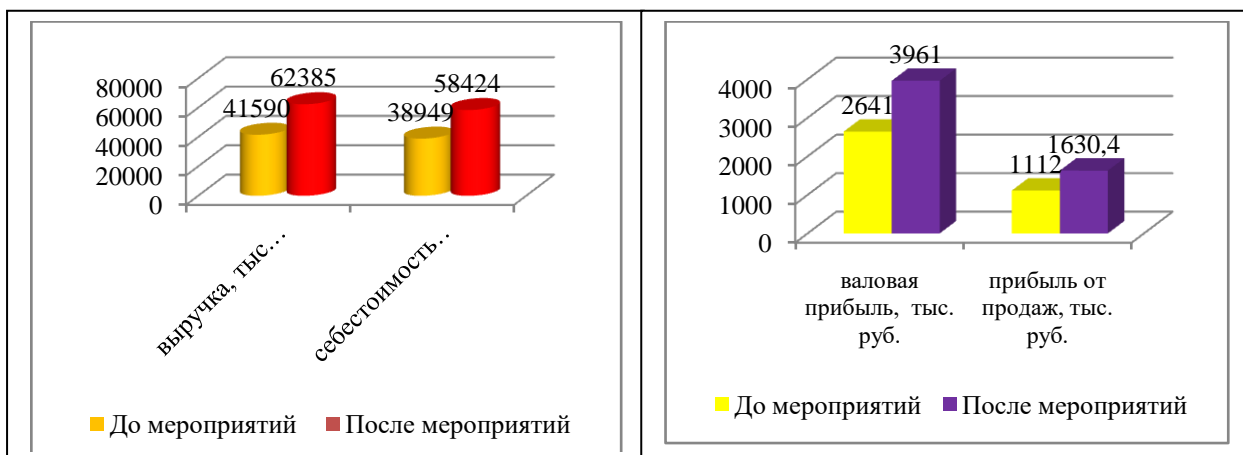 80000
60000
40000
20000
0
41590
62385
38949
58424
выручка, тыс…
себестоимость..
До мероприятий После мероприятий
4000
3000
2000
1000
0
2641
3961
1112
1630,4
валовая
прибыль, тыс.
руб.
прибыль от
продаж, тыс.
руб.
До мероприятий После мероприятий